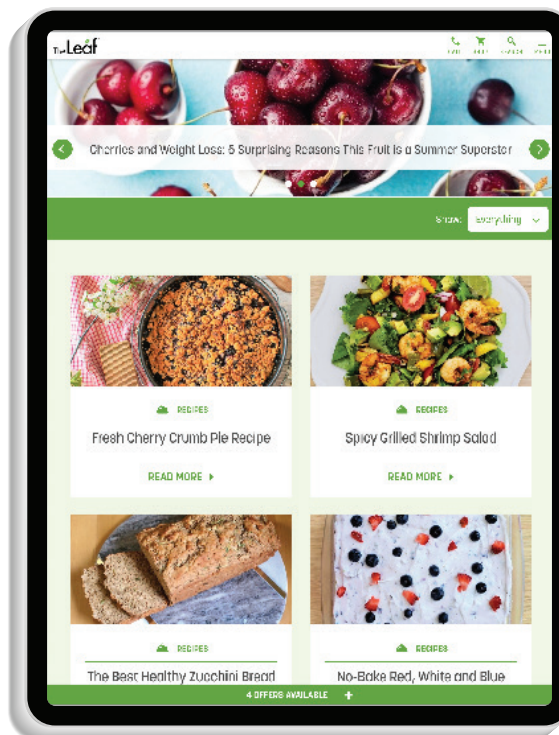 The Leaf
Cherries and Weight Loss: 5 Surprising Reasons This Fruit is a Summer Superstar
Show: Everything
RECIPES
RECIPES
Fresh Cherry Crumb Pie Recipe
Spicy Grilled Shrimp Salad
READ MORE
READ MORE
RECIPES
RECIPES
The Best Healthy Zucchini Bread
No-Bake Red, White and Blue
4 OFFERS AVAILABLE +